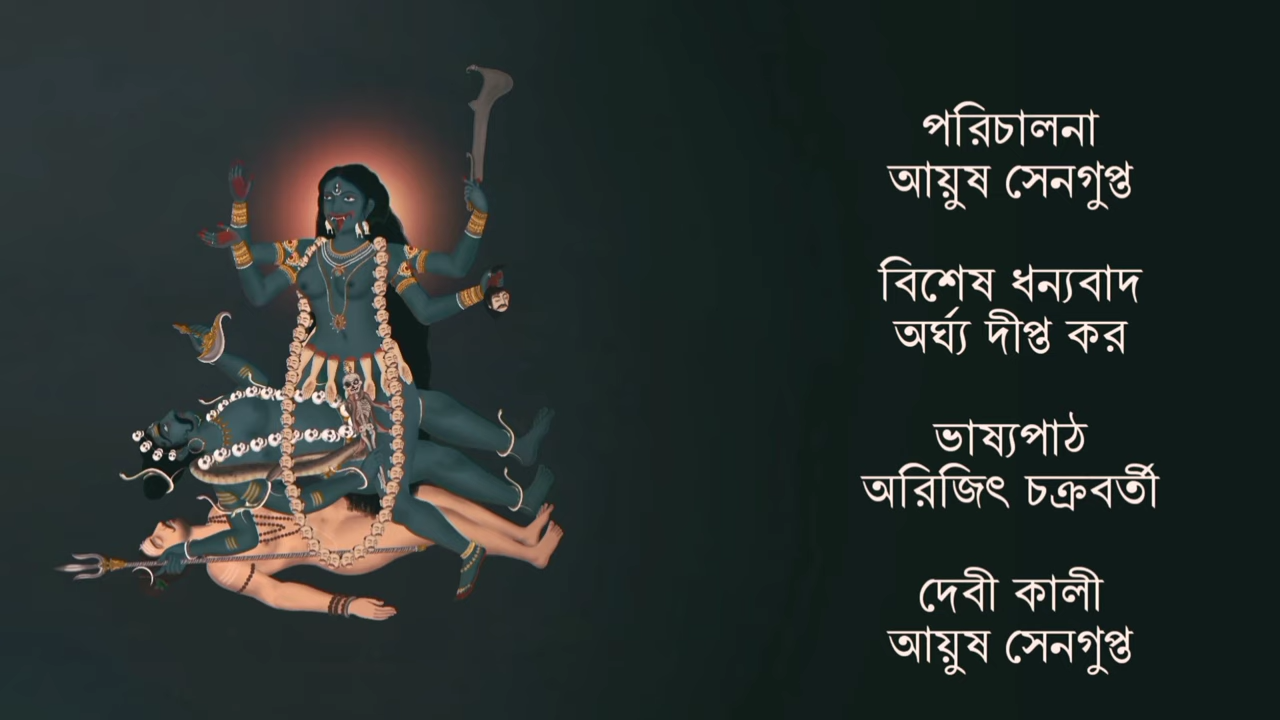 পরিচালনা
আয়ুষ সেনগুপ্ত
বিশেষ ধন্যবাদ
অর্ঘ্য দীপ্ত কর
ভাষ্যপাঠ
অরিজিৎ চক্রবর্তী
দেবী কালী
আয়ুষ সেনগুপ্ত